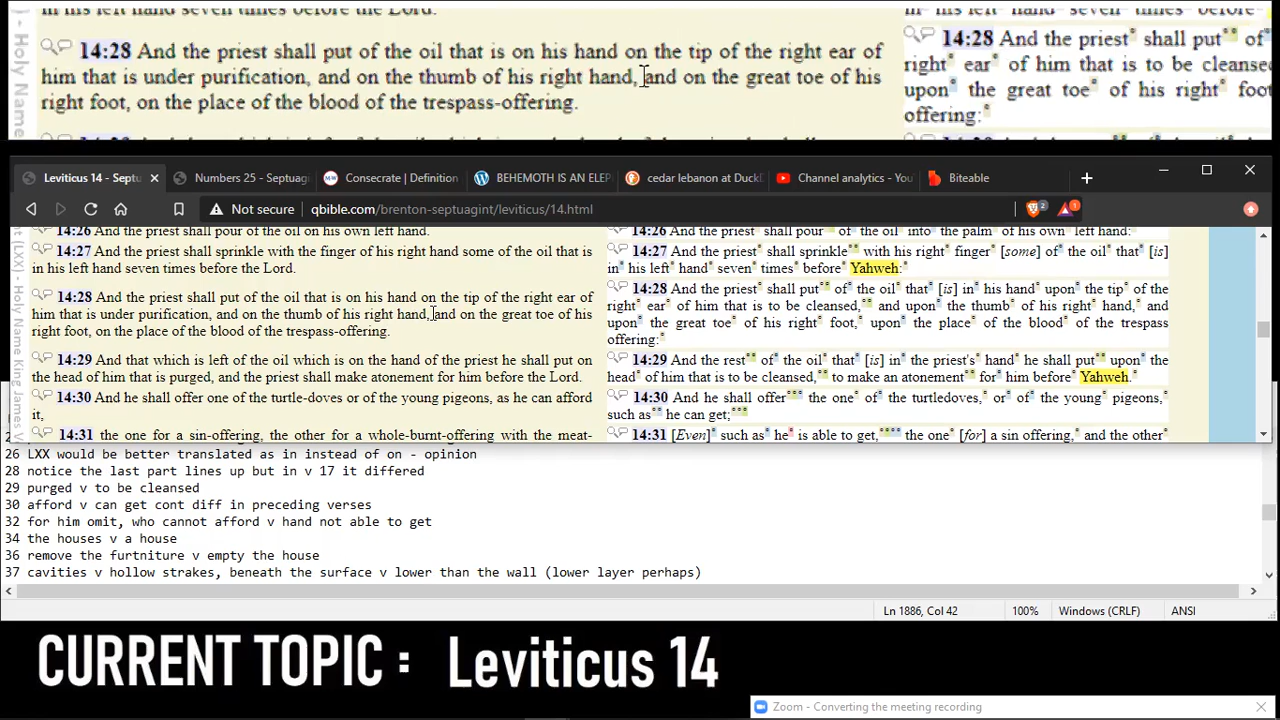 in his left hand seven times before the Lord.
14:28 And the priest shall put of the oil that is on his hand on the tip of the right ear of
him that is under purification, and on the thumb of his right hand, and on the great toe of his
right foot, on the place of the blood of the trespass-offering.
14:28 And the priest shall put of
right ear of him that is to be cleansed
upon the great toe of his right foot
offering:
) - Holy Name
Leviticus 14 - Septu
Numbers 25 - Septuag
Consecrate | Definition
BEHEMOTH IS AN ELEP
cedar lebanon at DuckD
Channel analytics - You
Biteable
Not secure
qbible.com/brenton-septuagint/leviticus/14.html
2
1
nt (LXX) - Holy Name King James V
14:26 And the priest shall pour of the oil on his own left hand.
14:27 And the priest shall sprinkle with the finger of his right hand some of the oil that is
in his left hand seven times before the Lord.
14:28 And the priest shall put of the oil that is on his hand on the tip of the right ear of
him that is under purification, and on the thumb of his right hand, and on the great toe of his
right foot, on the place of the blood of the trespass-offering.
14:29 And that which is left of the oil which is on the hand of the priest he shall put on
the head of him that is purged, and the priest shall make atonement for him before the Lord.
14:30 And he shall offer one of the turtle-doves or of the young pigeons, as he can afford
it,
14:31 the one for a sin-offering, the other for a whole-burnt-offering with the meat-
14:26 And the priest shall pour of the oil into the palm of his own left hand:
14:27 And the priest shall sprinkle with his right finger [some] of the oil that [is]
in his left hand seven times before Yahweh:
14:28 And the priest shall put of the oil that [is] in his hand upon the tip of the
right ear of him that is to be cleansed, and upon the thumb of his right hand, and
upon the great toe of his right foot, upon the place of the blood of the trespass
offering:
14:29 And the rest of the oil that [is] in the priest's hand he shall put upon the
head of him that is to be cleansed, to make an atonement for him before Yahweh.
14:30 And he shall offer the one of the turtledoves, or of the young pigeons,
such as he can get;
14:31 [Even] such as he is able to get, the one [for] a sin offering, and the other
26 LXX would be better translated as in instead of on - opinion
28 notice the last part lines up but in v 17 it differed
29 purged v to be cleansed
30 afford v can get cont diff in preceding verses
32 for him omit, who cannot afford v hand not able to get
34 the houses v a house
36 remove the furtniture v empty the house
37 cavities v hollow strakes, beneath the surface v lower than the wall (lower layer perhaps)
Ln 1886, Col 42
100%
Windows (CRLF)
ANSI
CURRENT TOPIC : Leviticus 14
Zoom - Converting the meeting recording